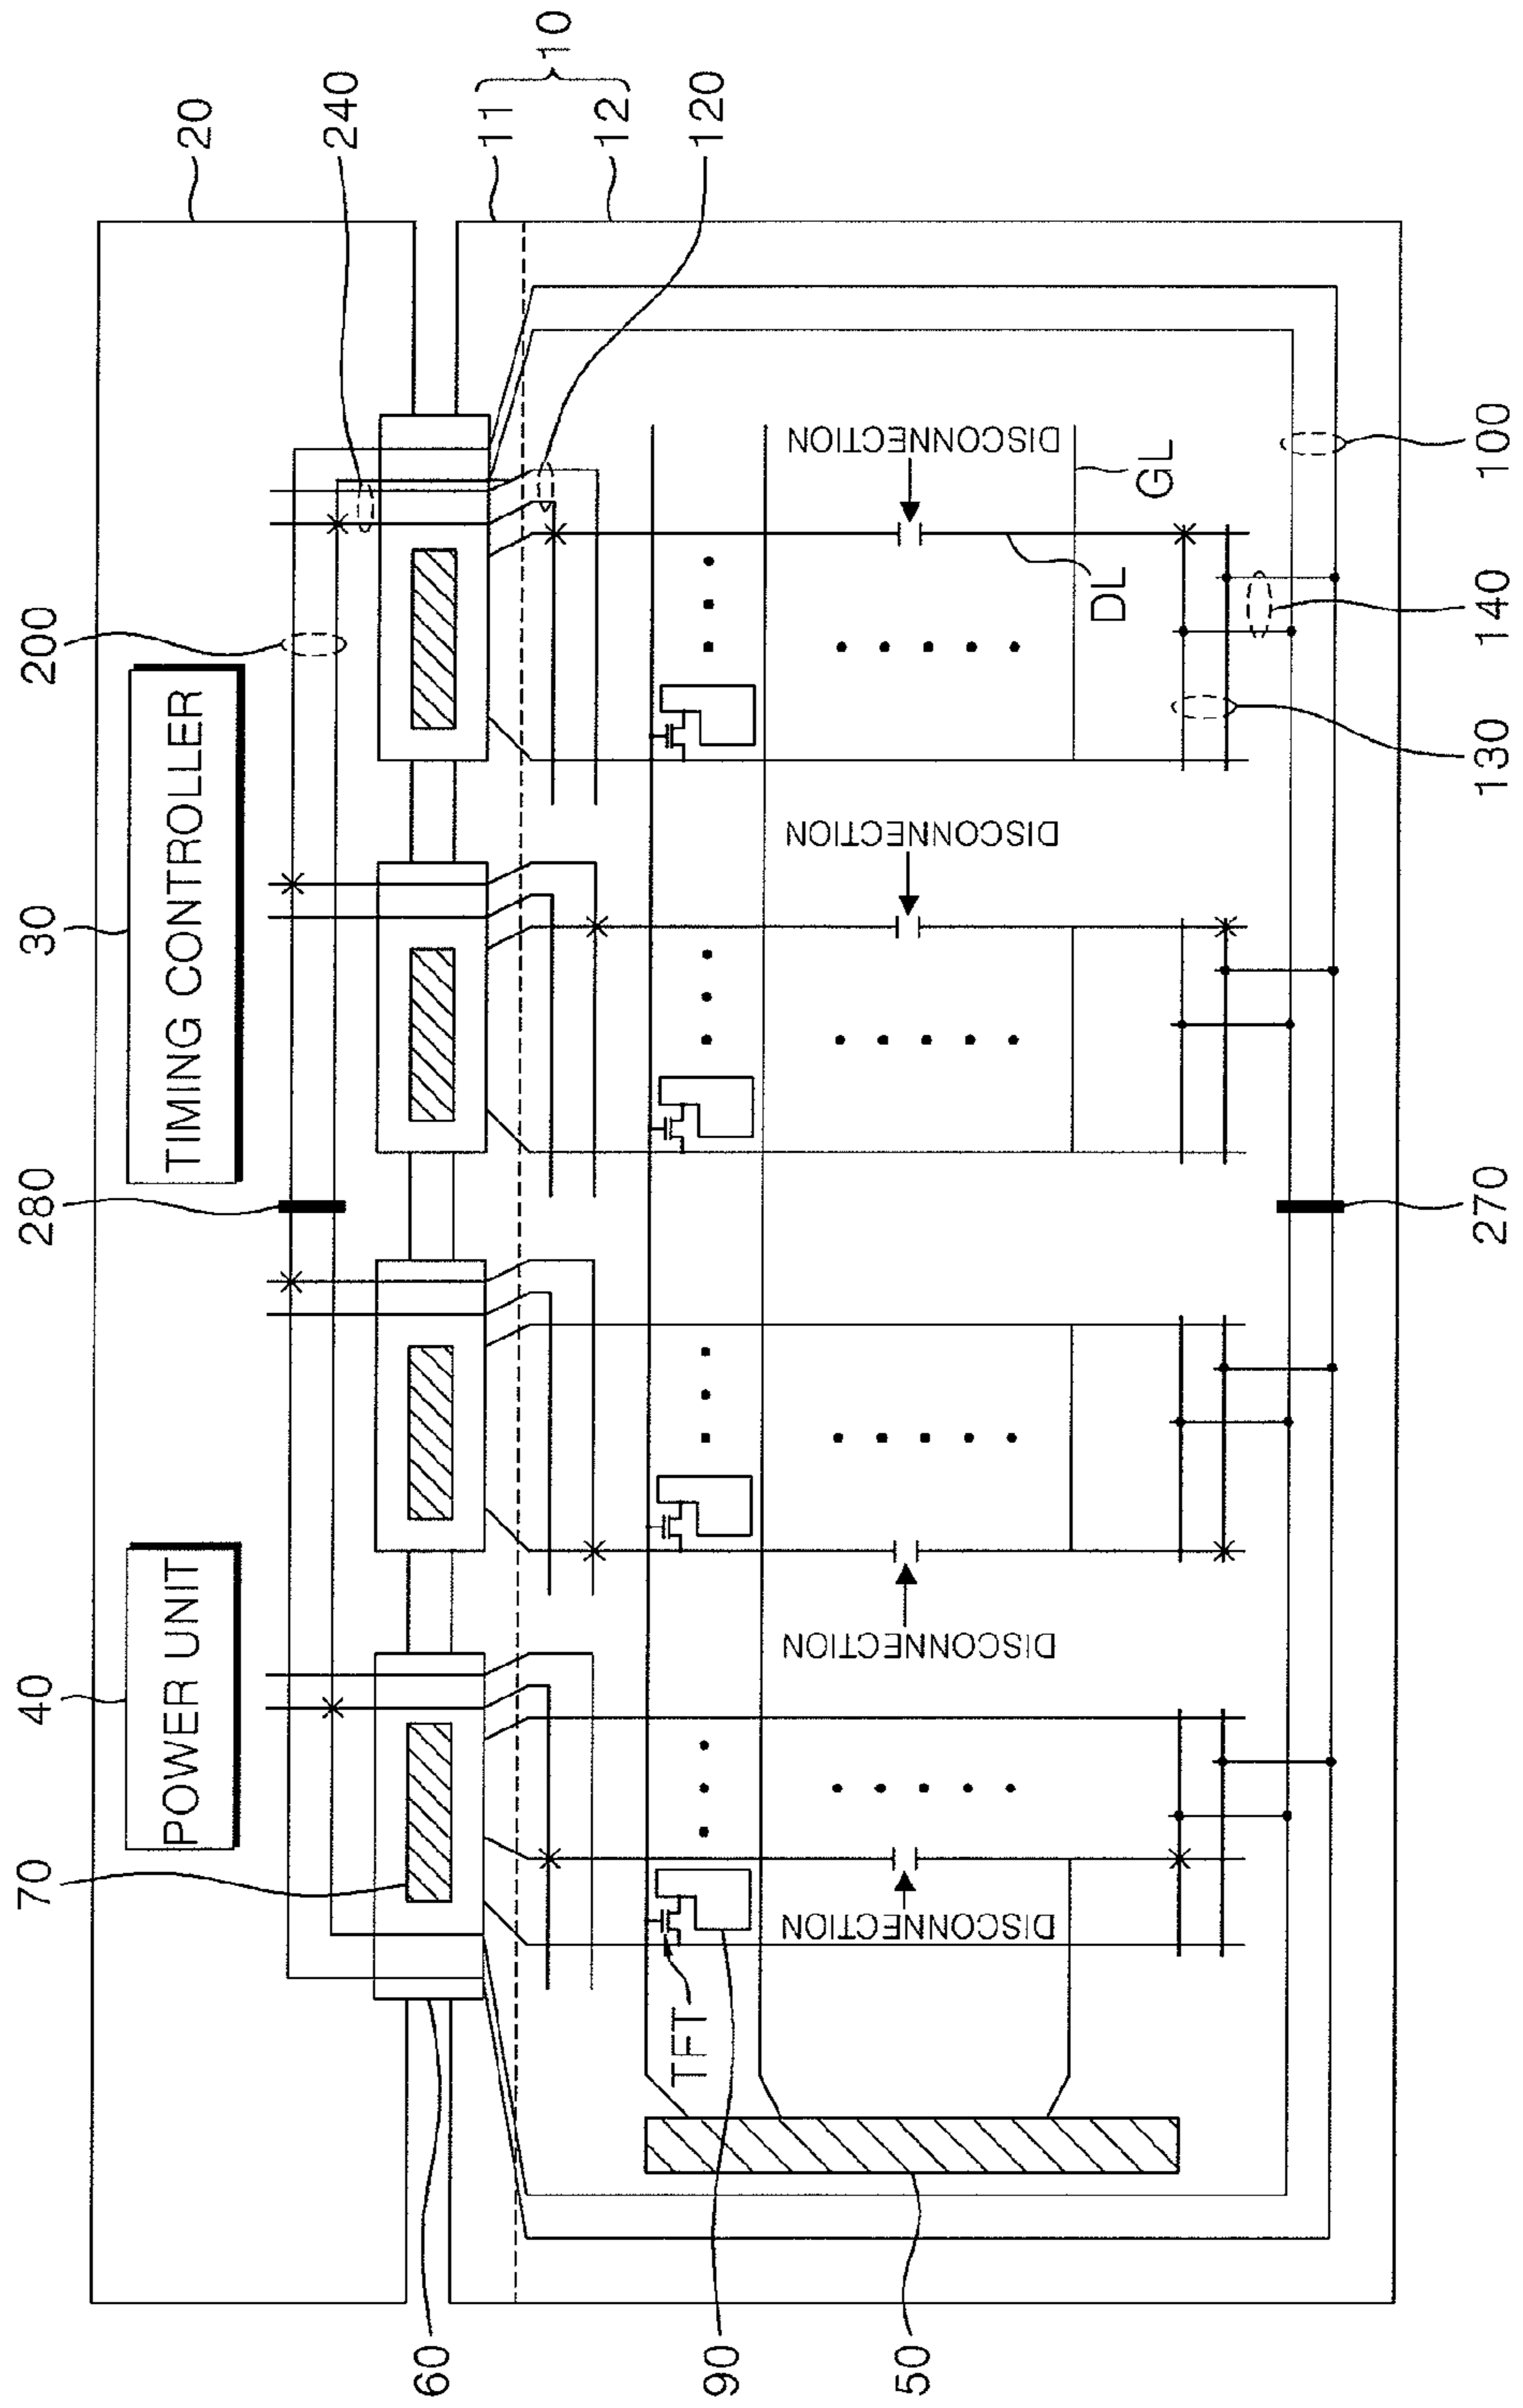 70
40
280
30
200
POWER UNIT
TIMING CONTROLLER
20
240
60
11
10
12
120
TFT
90
DISCONNECTION
DISCONNECTION
DISCONNECTION
DISCONNECTION
50
DL
GL
270
130
140
100